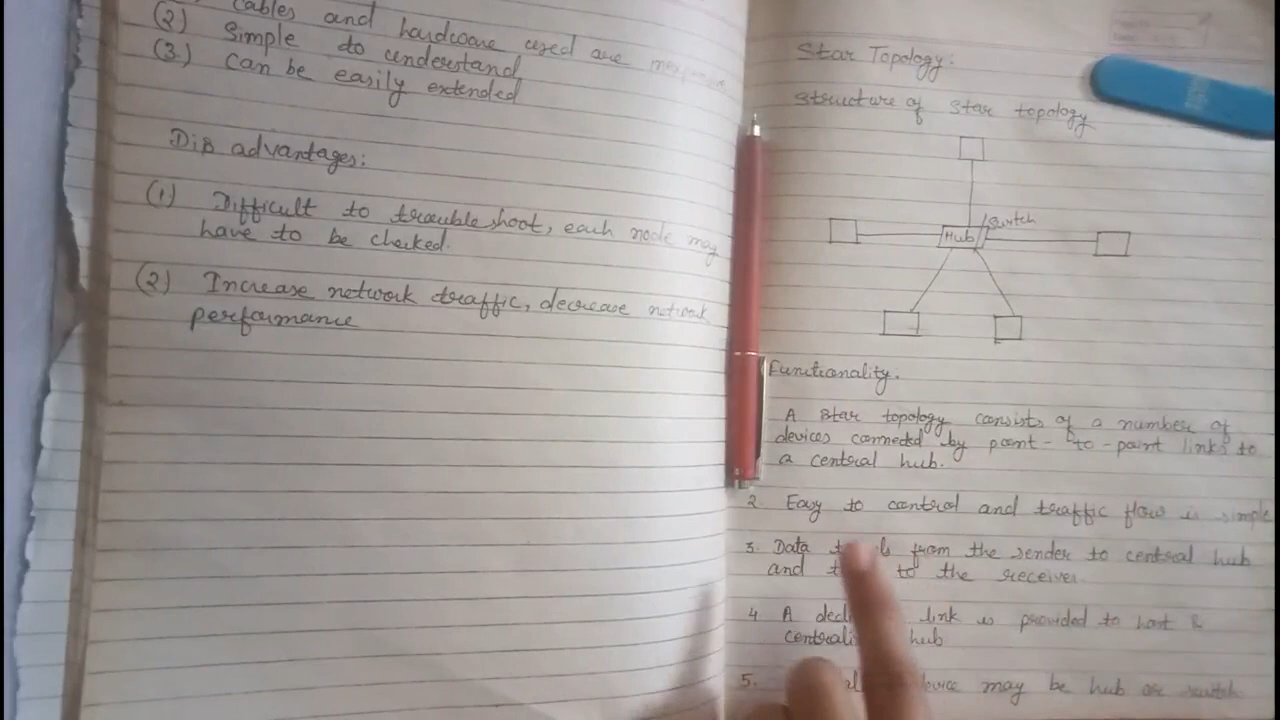 cables and hardware used are
(2) Simple to understand
(3) Can be easily extended
Dis advantages:
(1) Difficult to trouble shoot, each node may
have to be checked.
(2) Increase network traffic, decrease network
performance
Star Topology:
Structure of star topology
Switch
Hub
Functionality.
A star topology consists of a number of
devices connected by point-to-point links to
a central hub.
2. Easy to control and traffic flow is simple
3. Data from the sender to central hub
and to the receiver
4. A link is provided to host &
hub
5. device may be hub or switch